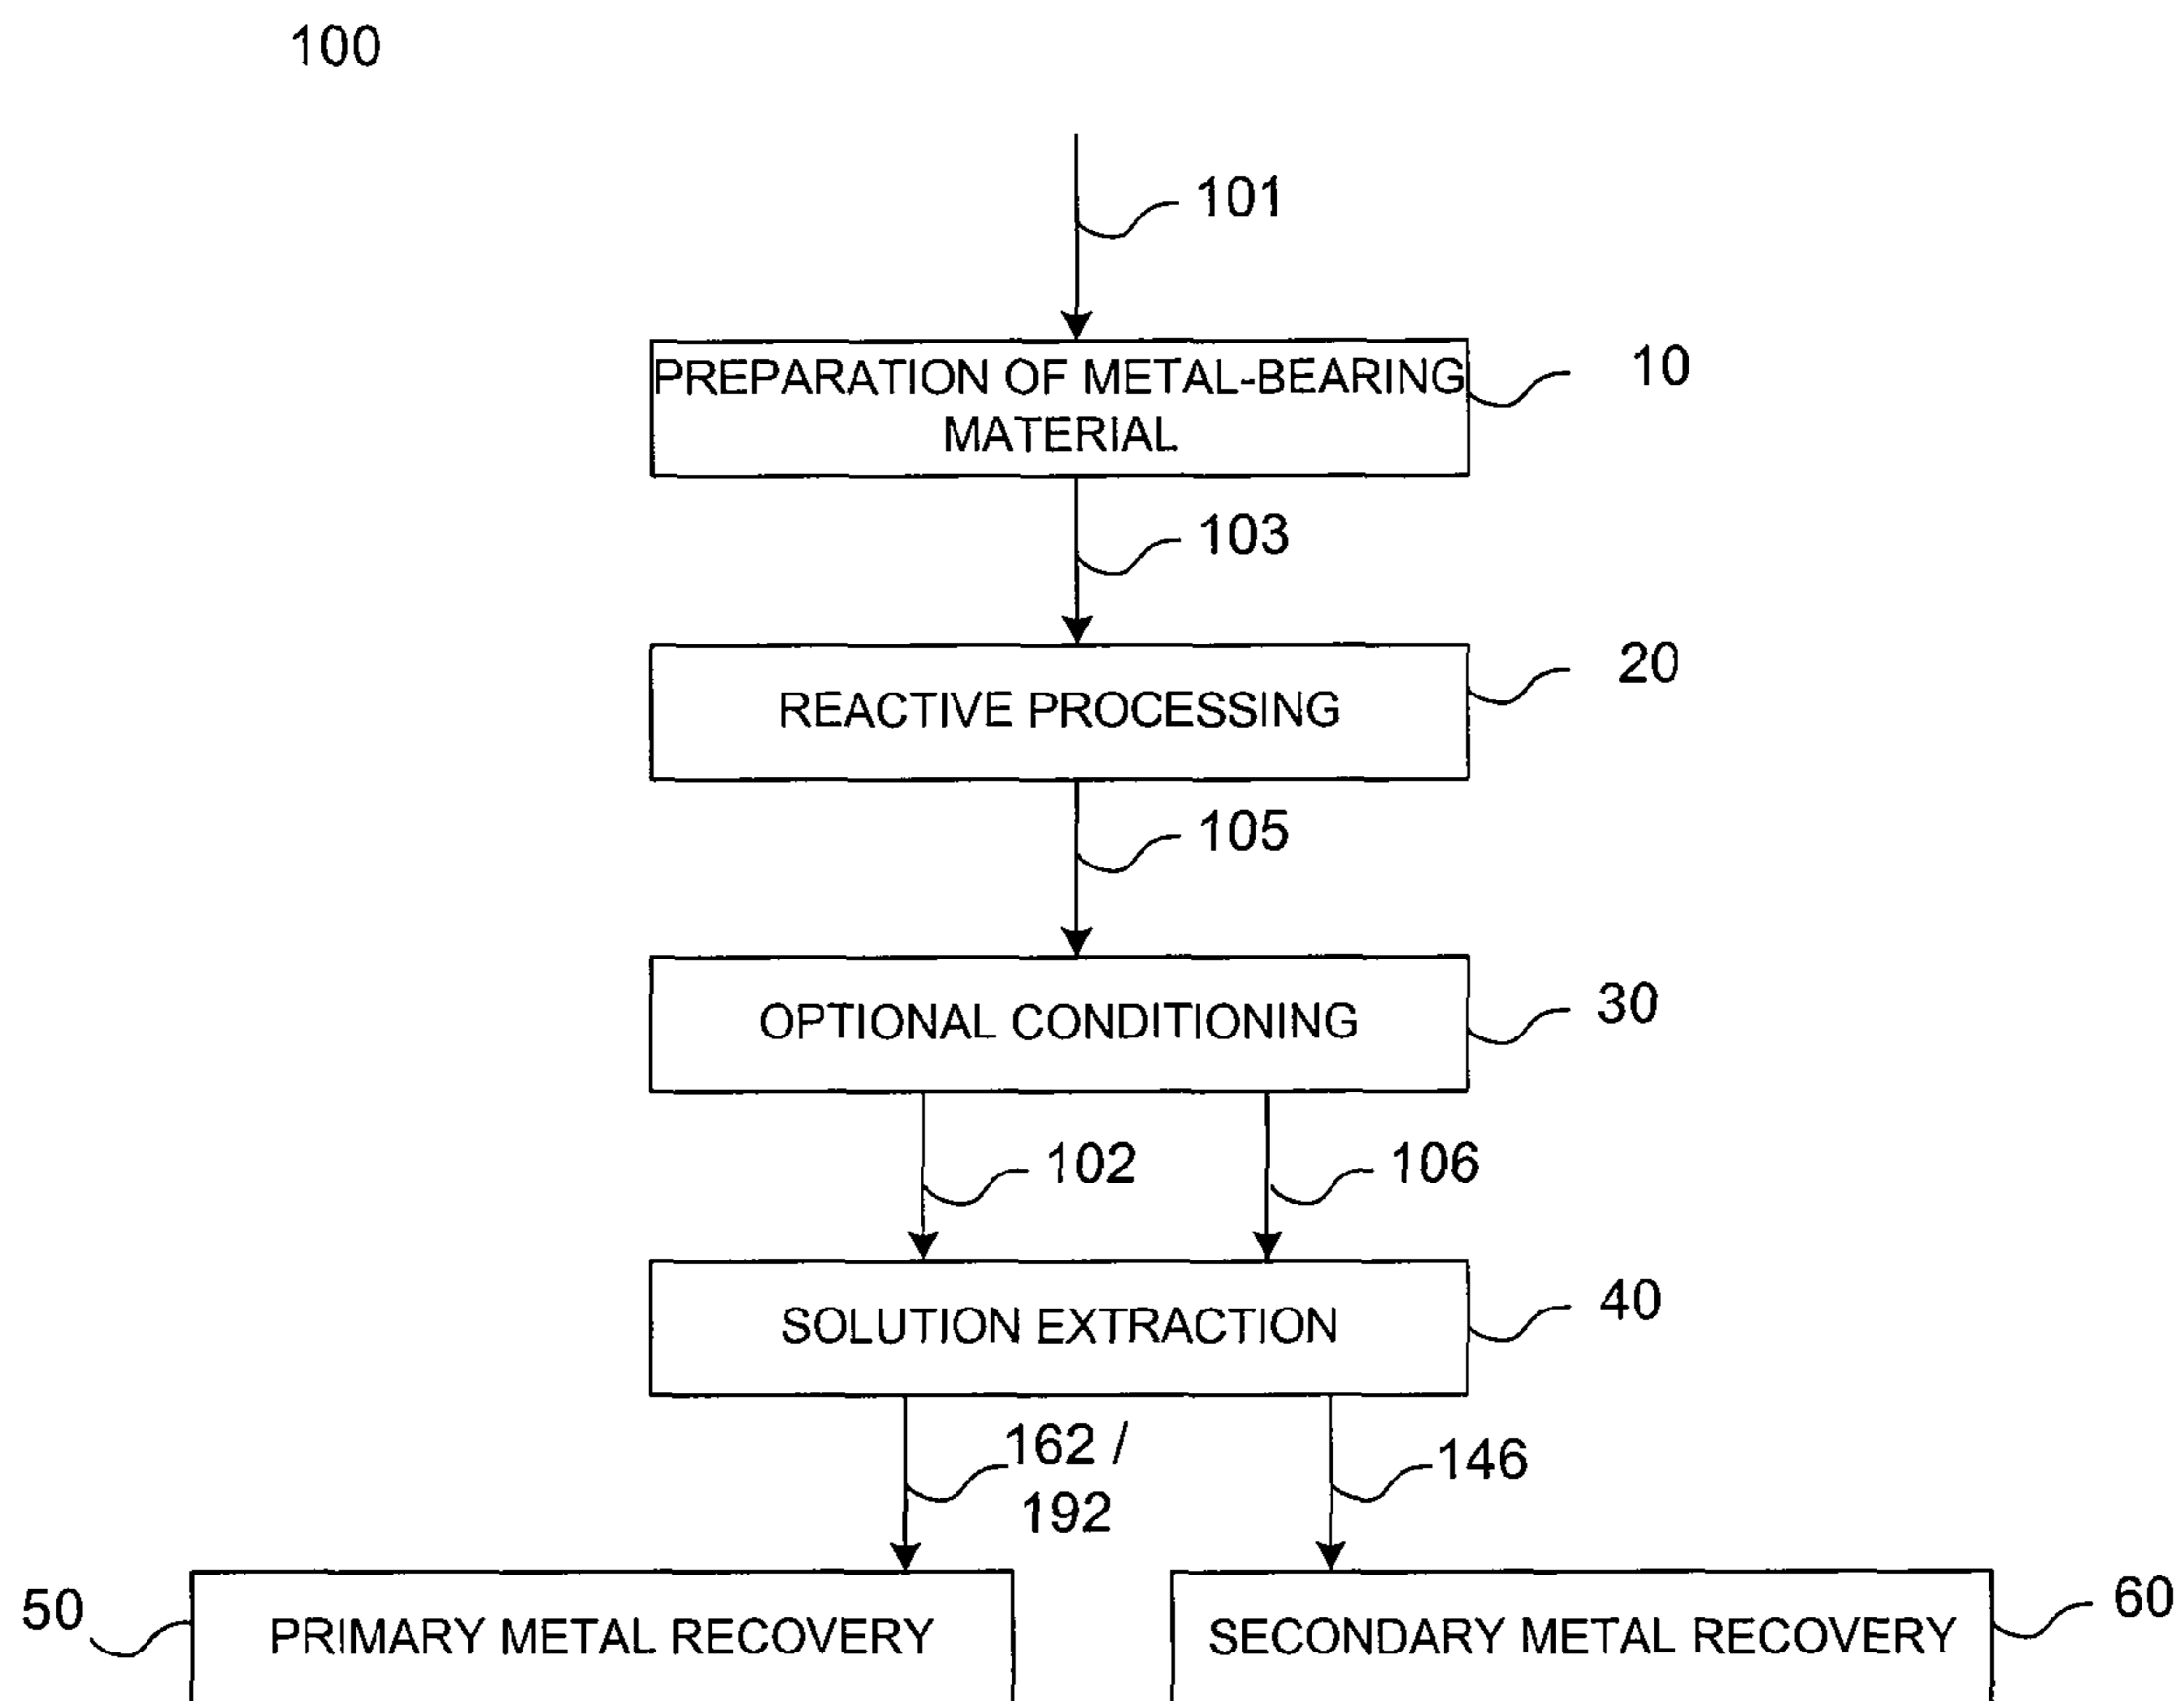 100
101
PREPARATION OF METAL-BEARING
MATERIAL
10
103
REACTIVE PROCESSING
20
105
OPTIONAL CONDITIONING
30
102
106
SOLUTION EXTRACTION
40
162 /
192
146
50
PRIMARY METAL RECOVERY
SECONDARY METAL RECOVERY
60